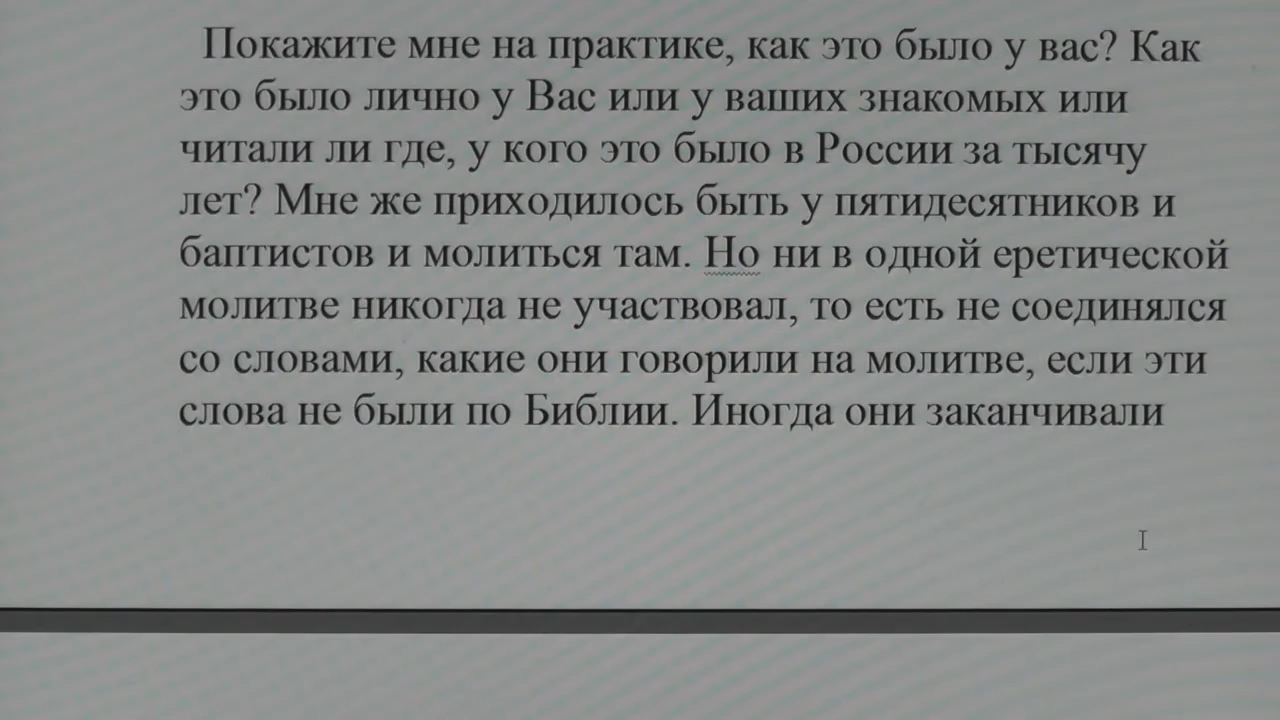 Покажите мне на практике, как это было у вас? Как
это было лично у Вас или у ваших знакомых или
читали ли где, у кого это было в России за тысячу
лет? Мне же приходилось быть у пятидесятников и
баптистов и молиться там. Но ни в одной еретической
молитве никогда не участвовал, то есть не соединялся
со словами, какие они говорили на молитве, если эти
слова не были по Библии. Иногда они заканчивали